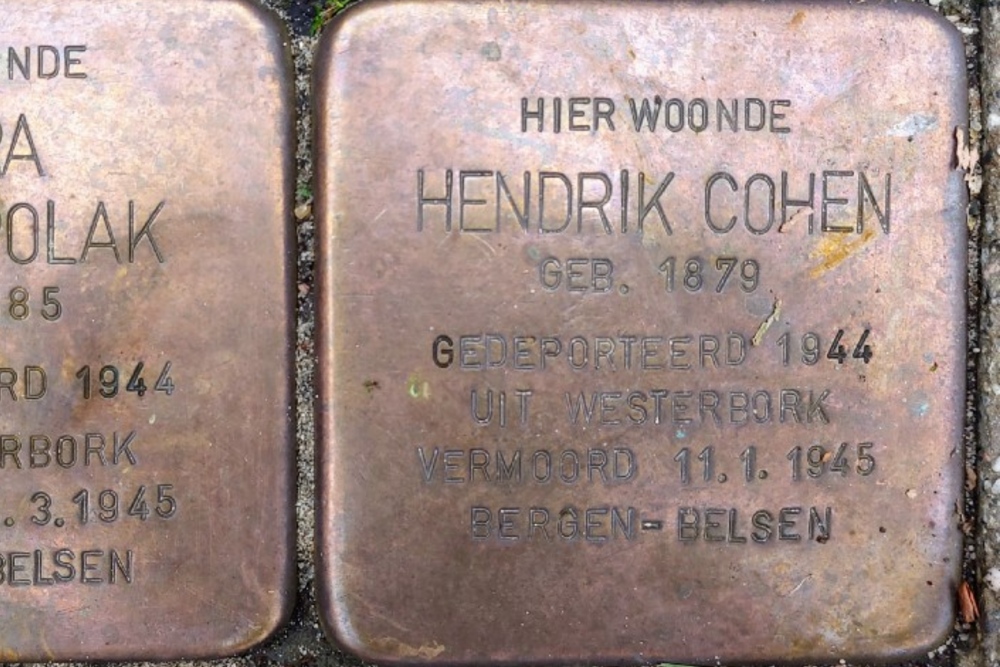 NDE
RA
POLAK
85
RD 1944
RBORK
. 3.1945
BELSEN
HIER WOONDE
HENDRIK COHEN
GEB. 1879
GEDEPORTEERD 1944
UIT WESTERBORK
VERMOORD 11.1.1945
BERGEN-BELSEN